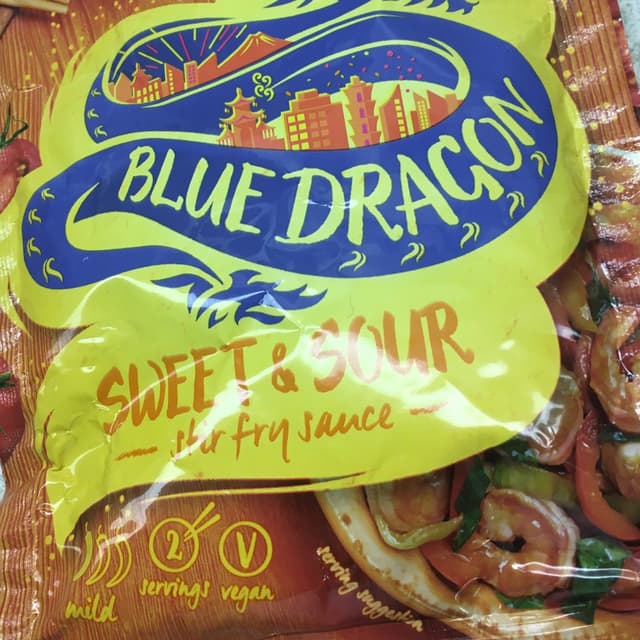 BLUE DRAGON
SWEET & SOUR
stir fry sauce
2
V
mild
servings
vegan
serving suggestion